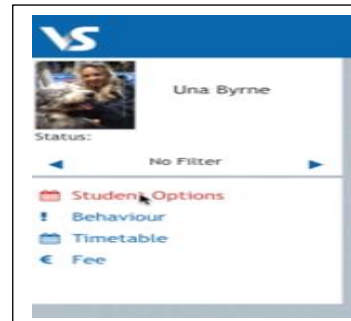 VS
Una Byrne
Status:
No Filter
Student Options
Behaviour
Timetable
Fee